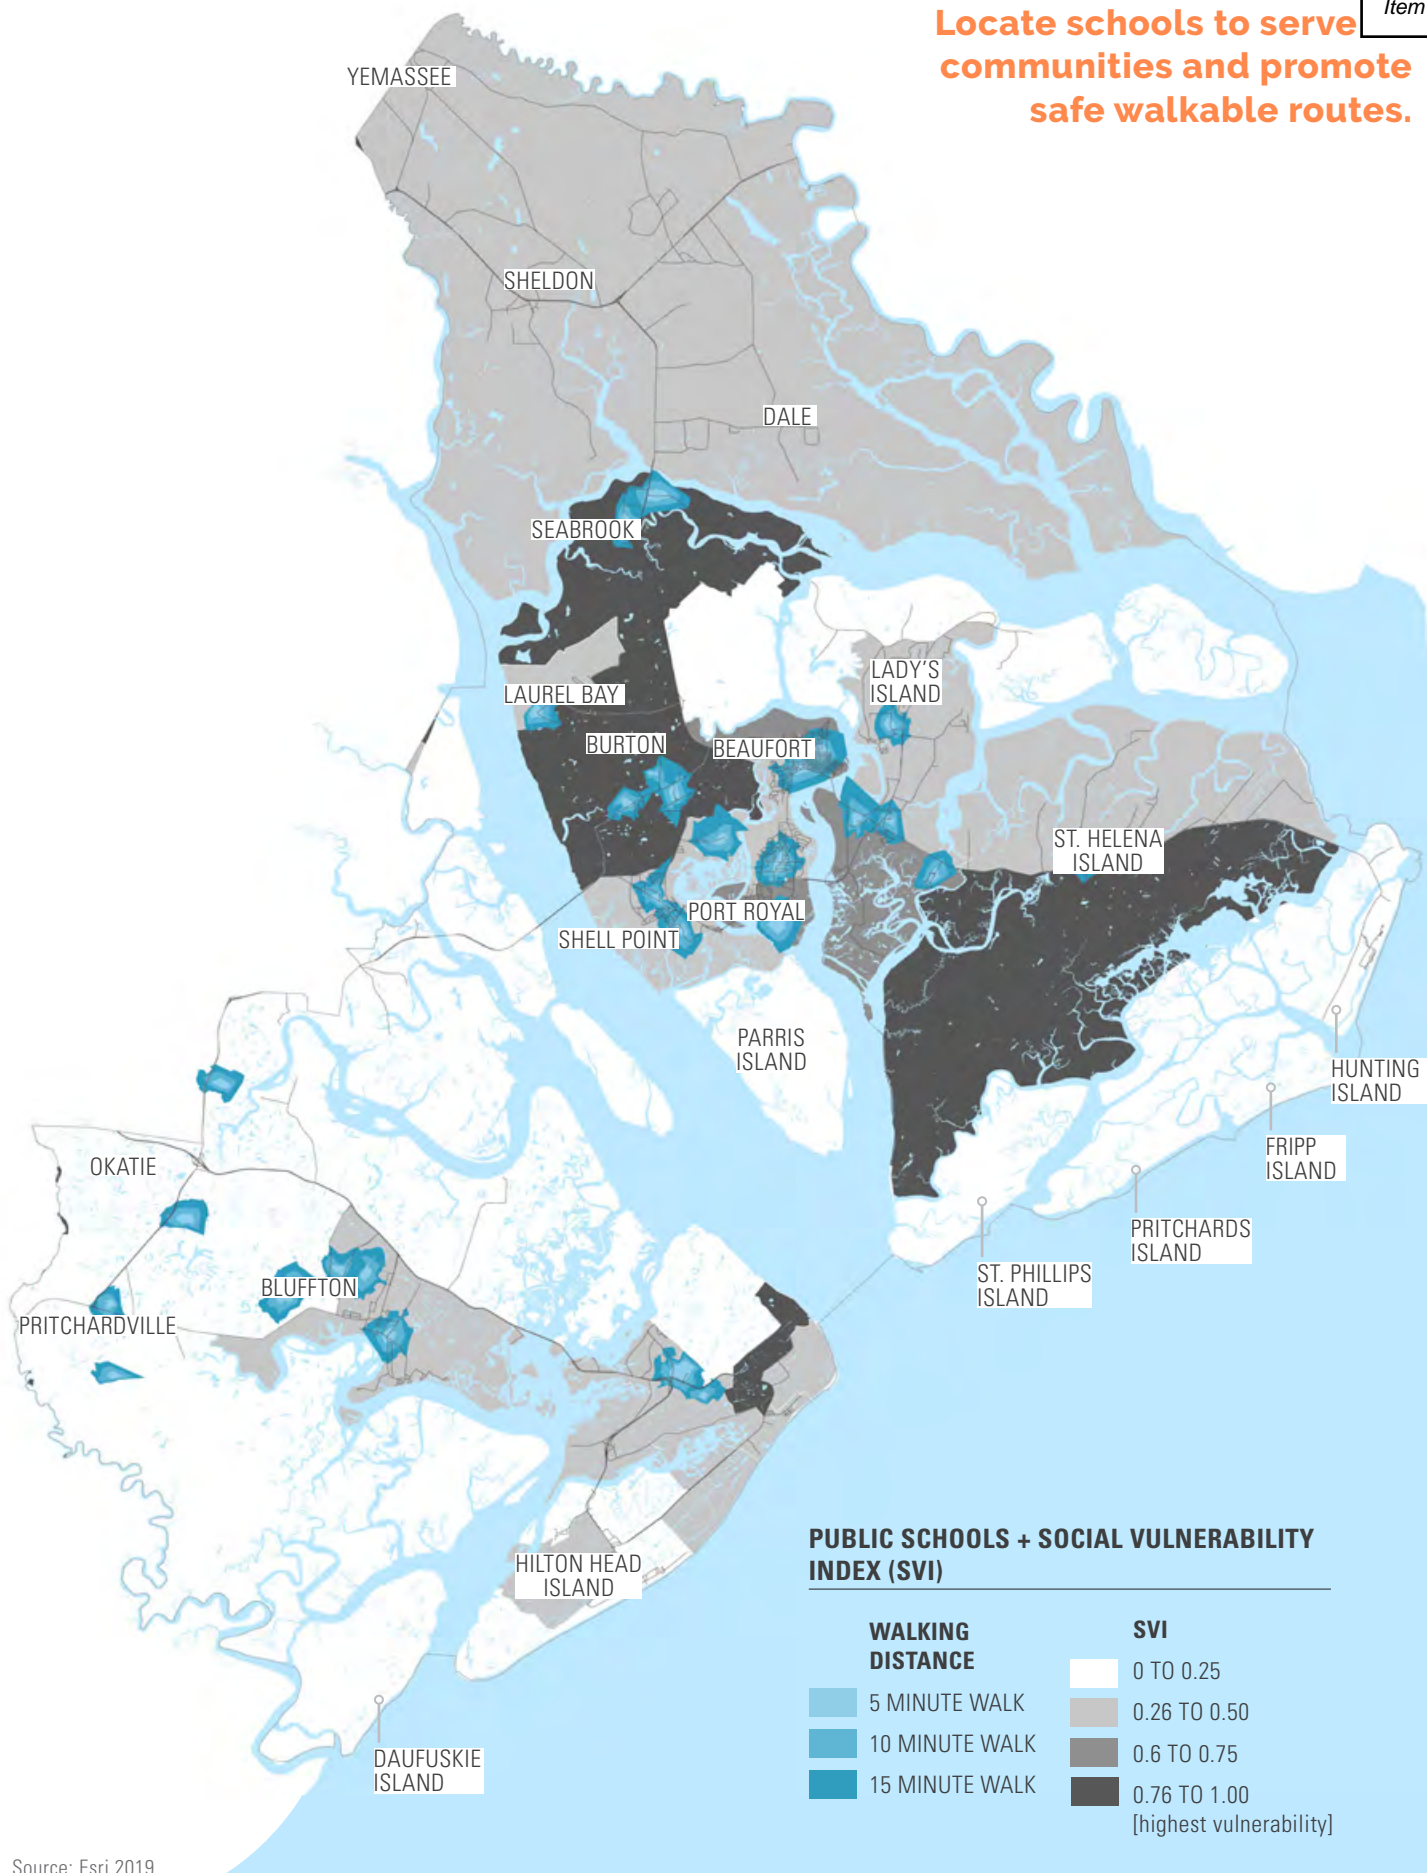 Item
Locate schools to serve
communities and promote
safe walkable routes.
YEMASSEE
SHELDON
DALE
SEABROOK
LADY'S
ISLAND
LAUREL BAY
BURTON
BEAUFORT
ST. HELENA
ISLAND
PORT ROYAL
SHELL POINT
PARRIS
ISLAND
HUNTING
ISLAND
FRIPP
ISLAND
OKATIE
PRITCHARDS
ISLAND
ST. PHILLIPS
ISLAND
BLUFFTON
PRITCHARDVILLE
HILTON HEAD
ISLAND
DAUFUSKIE
ISLAND
PUBLIC SCHOOLS + SOCIAL VULNERABILITY
INDEX (SVI)
WALKING
DISTANCE
5 MINUTE WALK
10 MINUTE WALK
15 MINUTE WALK
SVI
0 TO 0.25
0.26 TO 0.50
0.6 TO 0.75
0.76 TO 1.00
[highest vulnerability]
Source: Esri 2019